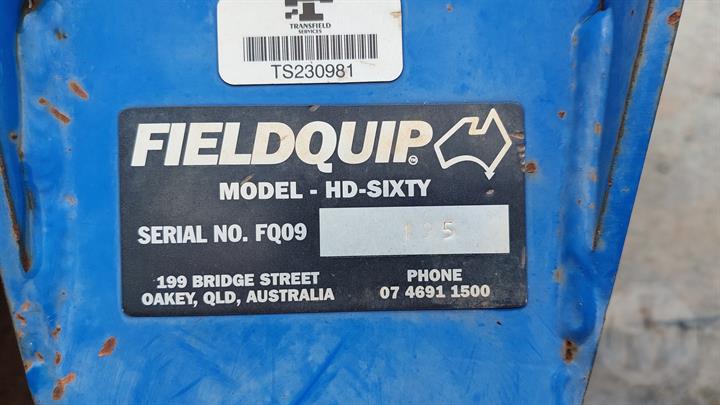 TRANSFIELD
SERVICES
TS230981
FIELDQUIP
MODEL - HD-SIXTY
SERIAL NO. FQ09
199 BRIDGE STREET
OAKEY, QLD, AUSTRALIA
PHONE
07 4691 1500